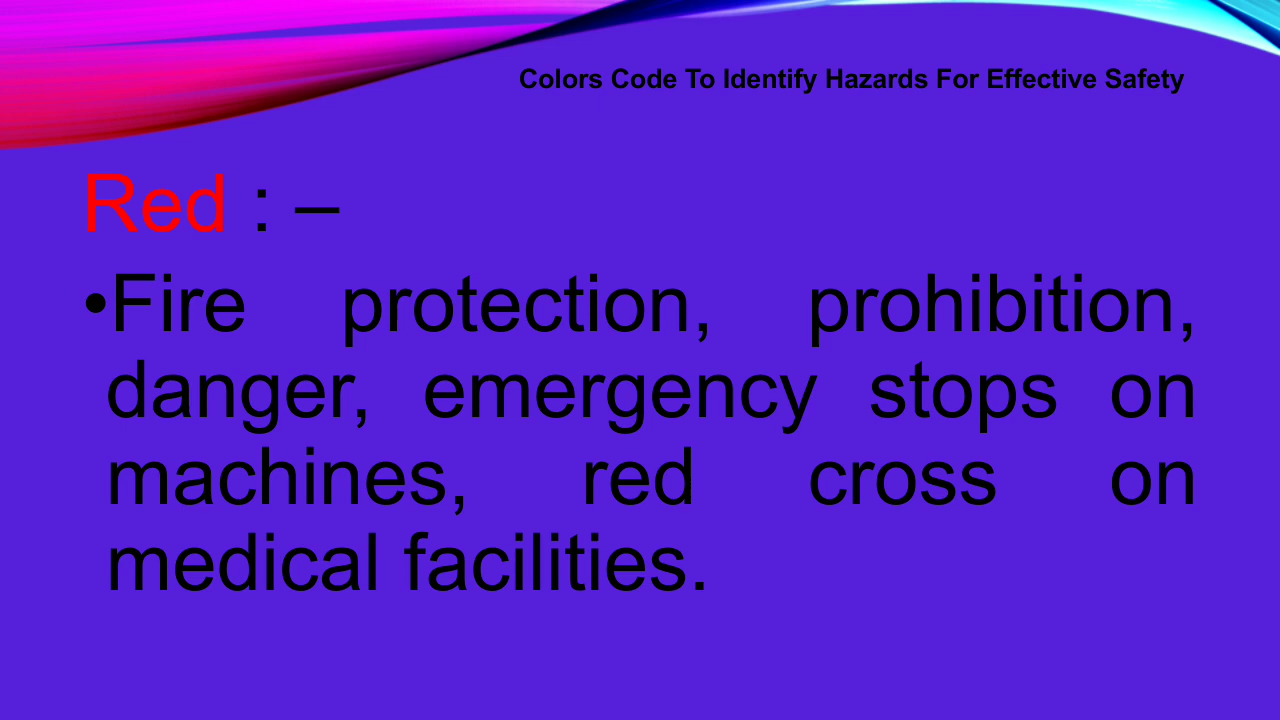 Colors Code To Identify Hazards For Effective Safety
Red : –
•Fire protection, prohibition,
danger, emergency stops on
machines, red cross on
medical facilities.